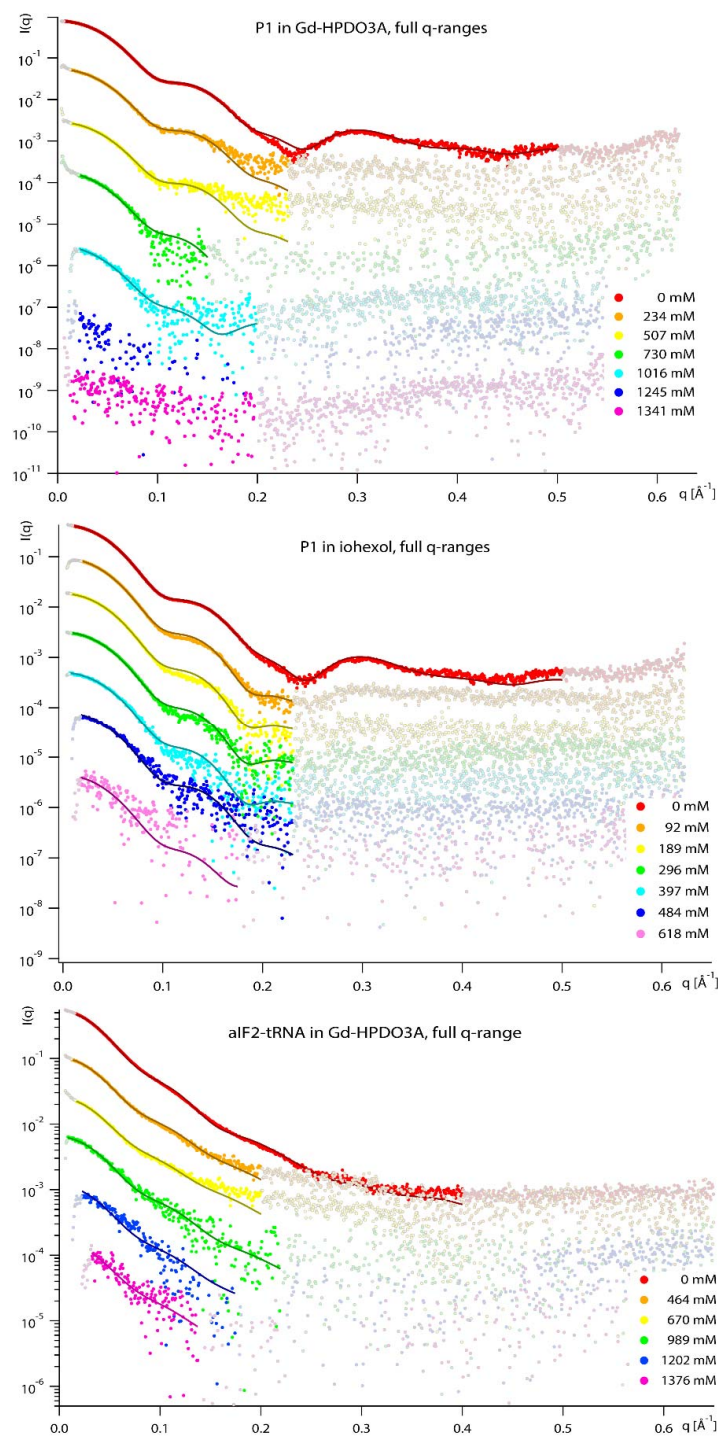 I(q)
P1 in Gd-HPDO3A, full q-ranges
10-1
10-2
10-3
10-4
10-5
10-6
10-7
10-8
10-9
10-10
10-11
0 mM
234 mM
507 mM
730 mM
1016 mM
1245 mM
1341 mM
0.0 0.1 0.2 0.3 0.4 0.5 0.6 q [Å-1]
I(q)
P1 in iohexol, full q-ranges
10-1
10-2
10-3
10-4
10-5
10-6
10-7
10-8
10-9
0 mM
92 mM
189 mM
296 mM
397 mM
484 mM
618 mM
0.0 0.1 0.2 0.3 0.4 0.5 q [Å-1]
I(q)
aIF2-tRNA in Gd-HPDO3A, full q-range
10-1
10-2
10-3
10-4
10-5
10-6
0 mM
464 mM
670 mM
989 mM
1202 mM
1376 mM
0.0 0.1 0.2 0.3 0.4 0.5 0.6 q [Å-1]